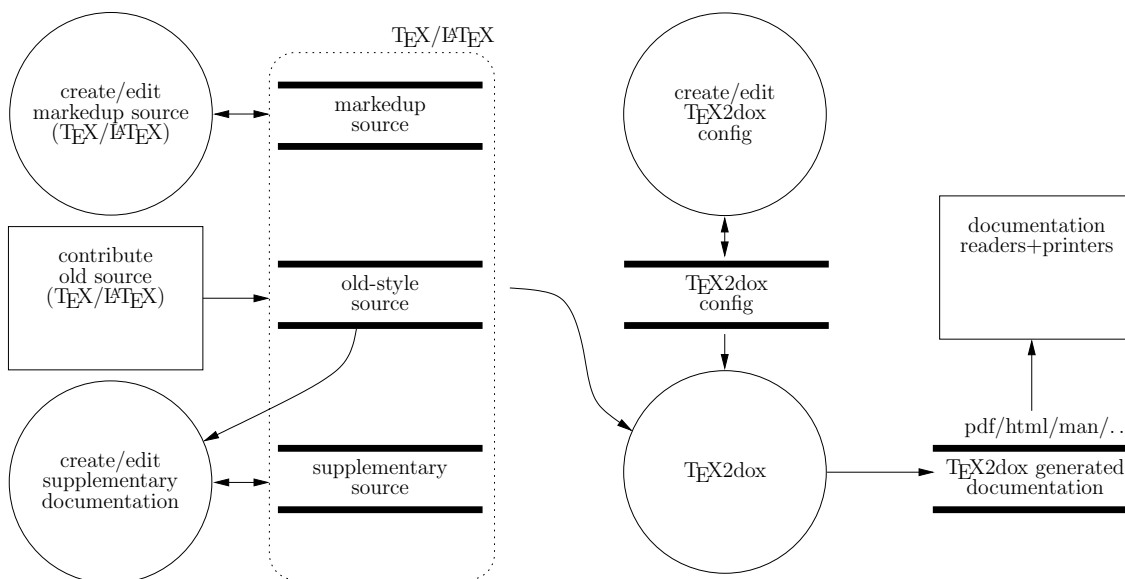 TEX/LATEX
create/edit
markedup source
(TEX/LATEX)
markedup
source
create/edit
TEX2dox
config
contribute
old source
(TEX/LATEX)
old-style
source
TEX2dox
config
documentation
readers+printers
create/edit
supplementary
documentation
supplementary
source
TEX2dox
pdf/html/man/...
TEX2dox generated
documentation